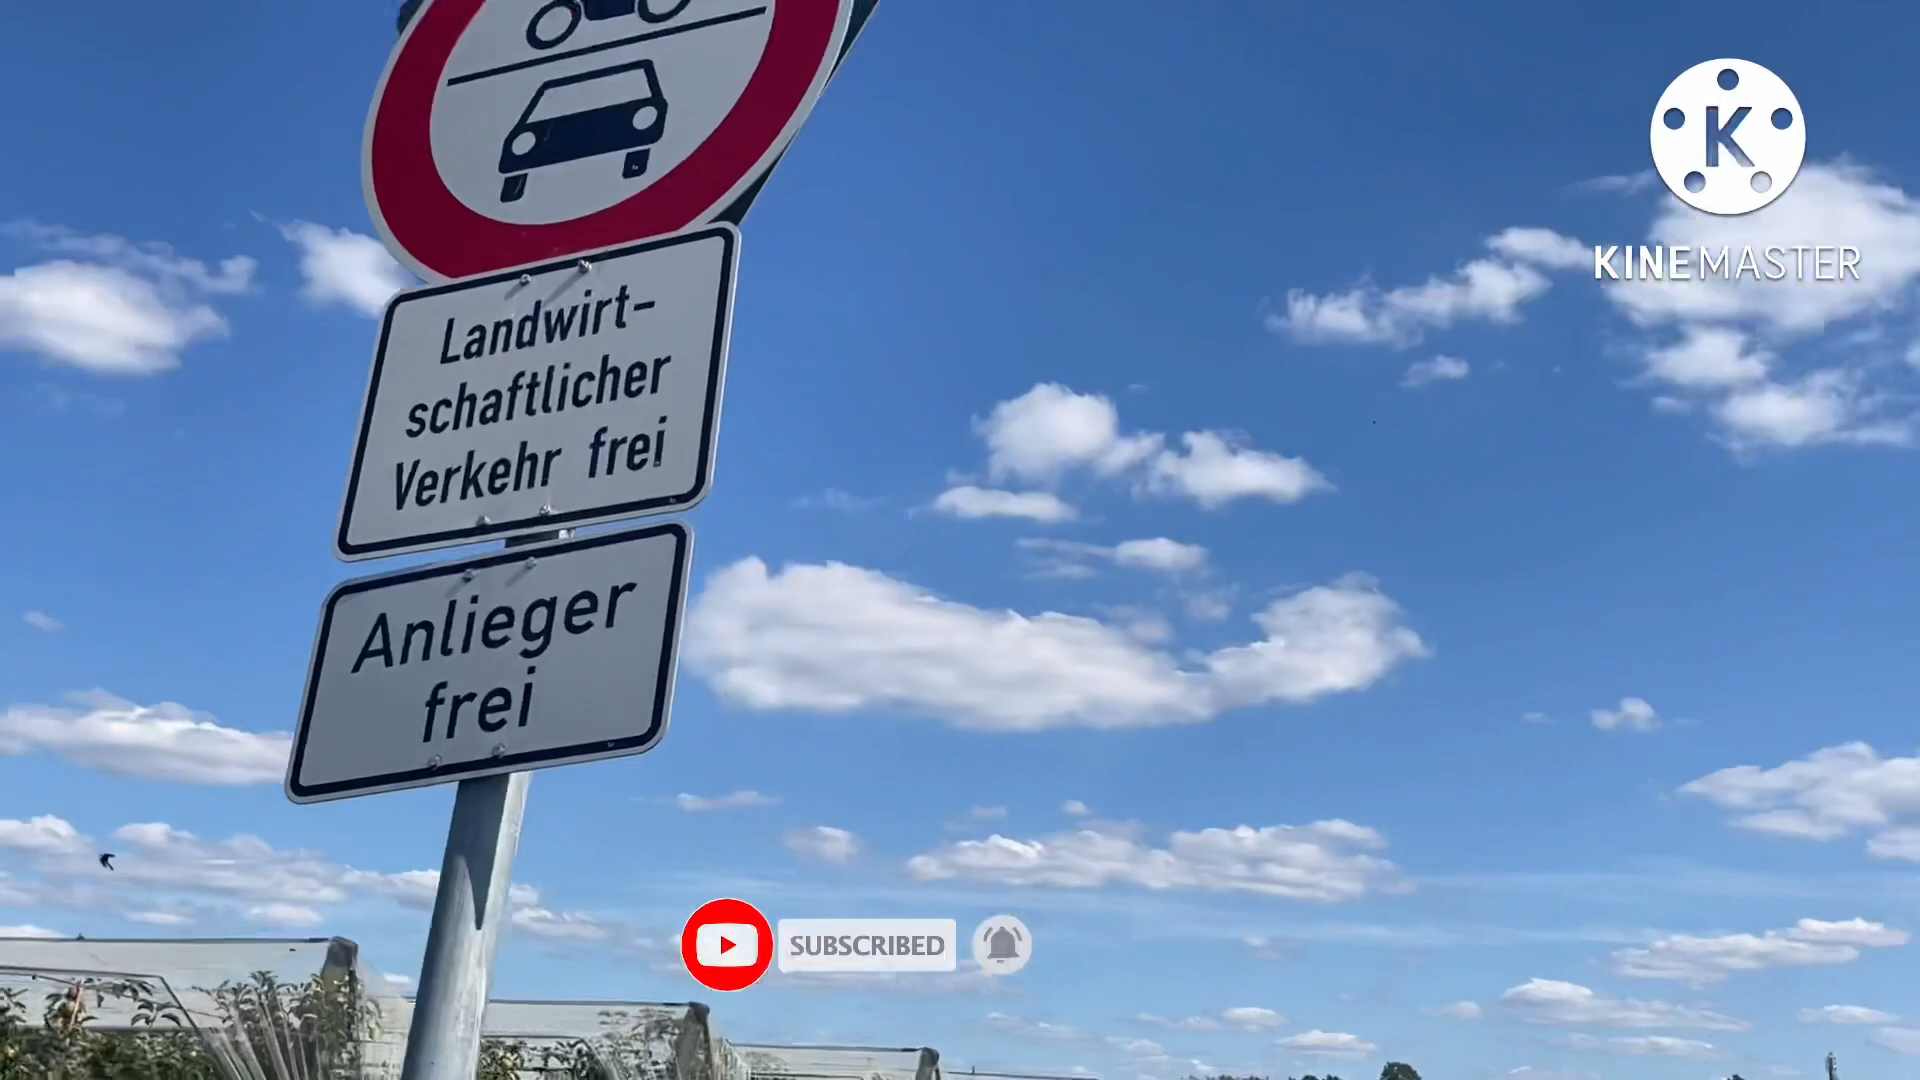 K
KINEMASTER
Landwirt-
schaftlicher
Verkehr frei
Anlieger
frei
SUBSCRIBED